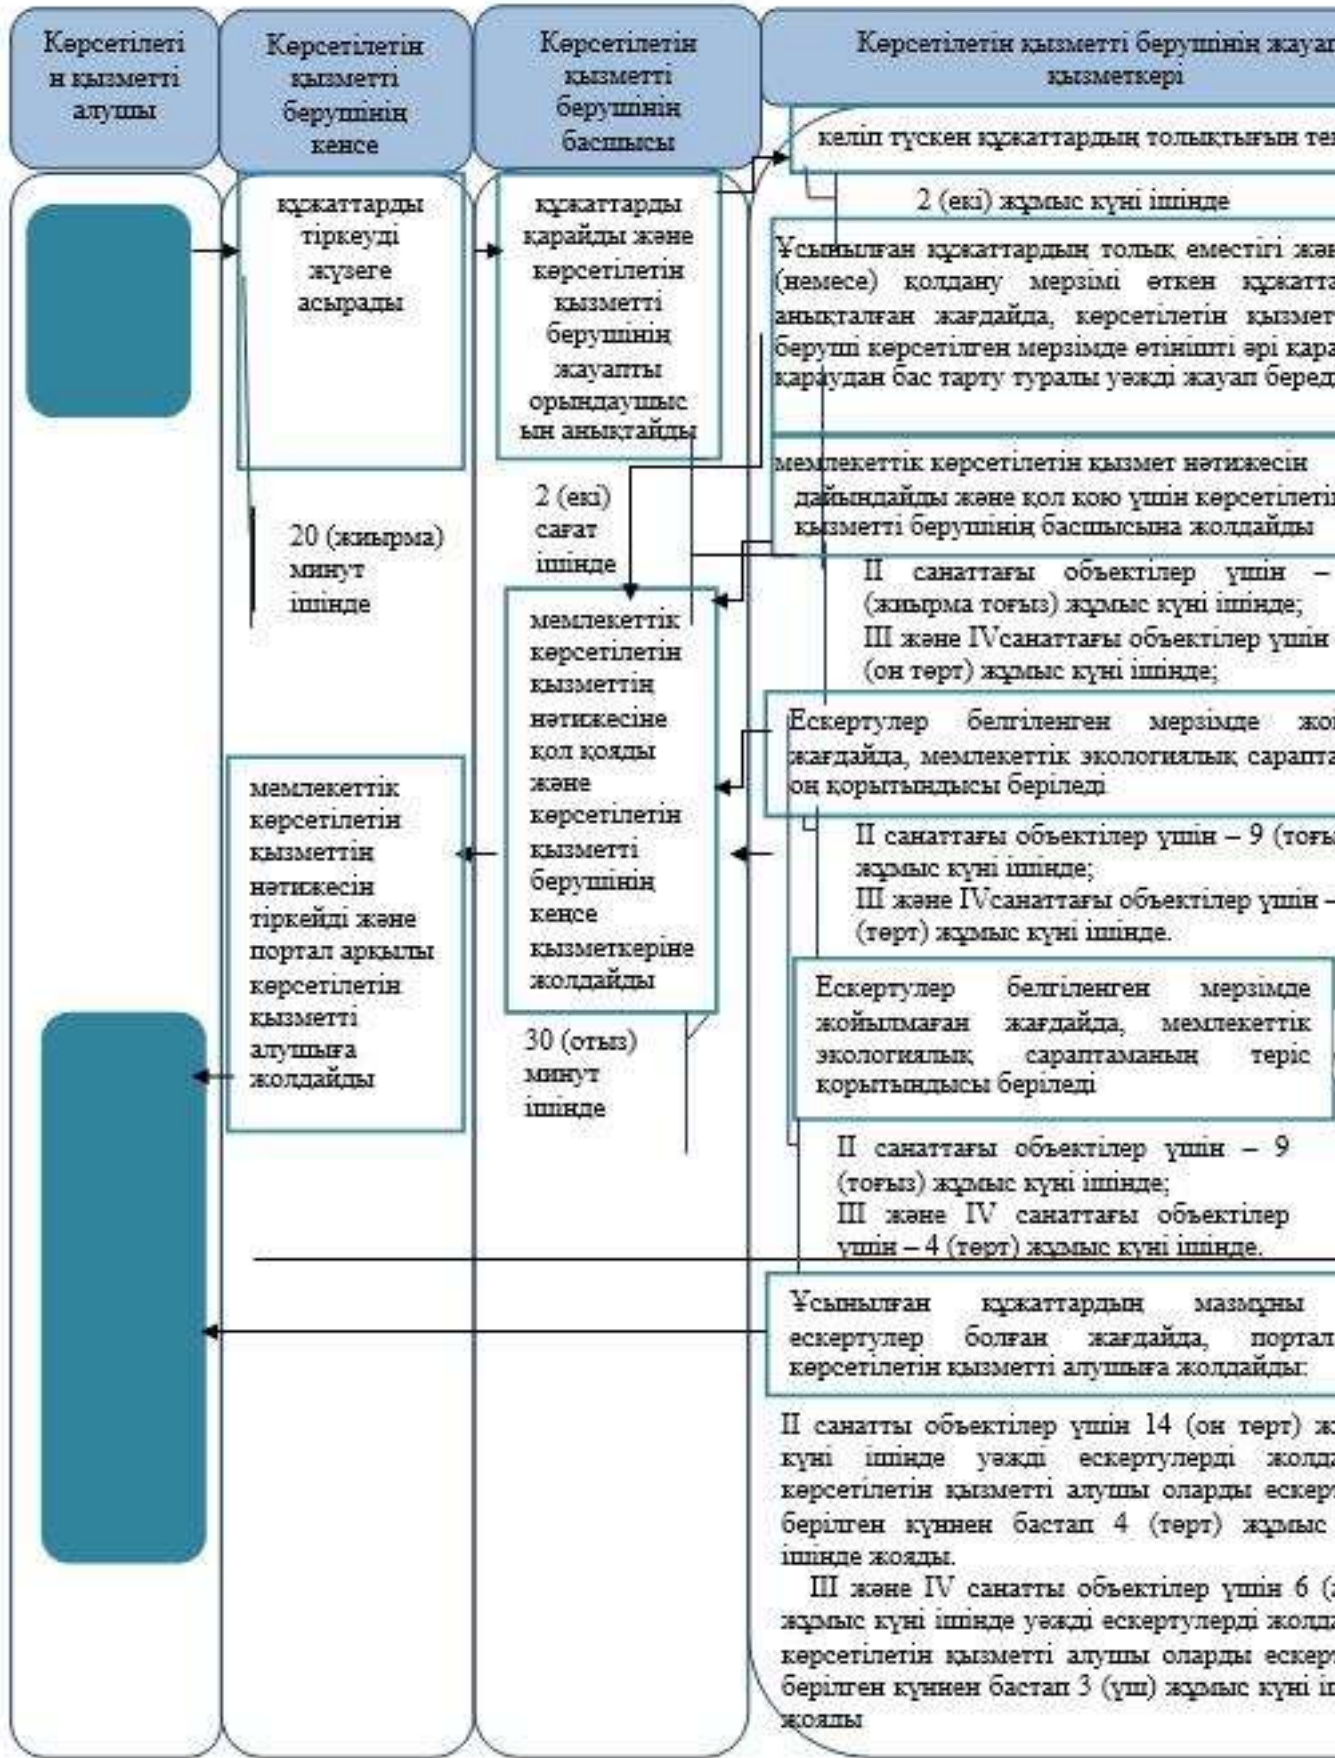 Көрсетілеті
н қызметті
алушы
Көрсетілетін
қызметті
берушінің
кенсе
Көрсетілетін
қызметті
берушінің
басшысы
Көрсетілетін қызметті берушінің жауап
қызметкері
келіп түскен құжаттардың толықтығын тек
2 (екі) жұмыс күні ішінде
құжаттарды
тіркеуді
жүзеге
асырады
20 (жиырма)
минут
ішінде
құжаттарды
қарайды және
көрсетілетін
қызметті
берушінің
жауапты
орындаушыс
ын анықтайды
2 (екі)
сағат
ішінде
Ұсынылған құжаттардың толық еместігі жән
(немесе) қолдану мерзімі өткен құжатта
анықталған жағдайда, көрсетілетін қызмет
беруші көрсетілген мерзімде өтінішті әрі қара
қараудан бас тарту туралы уәжді жауап береді
мемлекеттік көрсетілетін қызмет нәтижесін
дайындайды және қол қою үшін көрсетілеті
қызметті берушінің басшысына жолдайды
II санаттағы объектілер үшін –
(жиырма тоғыз) жұмыс күні ішінде;
III және IVсанаттағы объектілер үшін
(он төрт) жұмыс күні ішінде;
мемлекеттік
көрсетілетін
қызметтің
нәтижесіне
қол қояды
және
көрсетілетін
қызметті
берушінің
кеңсе
қызметкеріне
жолдайды
30 (отыз)
минут
ішінде
мемлекеттік
көрсетілетін
қызметтің
нәтижесін
тіркейді және
портал арқылы
көрсетілетін
қызметті
алушыға
жолдайды
Ескертулер белгіленген мерзімде жо
жағдайда, мемлекеттік экологиялық сарапта
оң қорытындысы беріледі
II санаттағы объектілер үшін – 9 (тоғы
жұмыс күні ішінде;
III және IVсанаттағы объектілер үшін –
(төрт) жұмыс күні ішінде.
Ескертулер белгіленген мерзімде
жойылмаған жағдайда, мемлекеттік
экологиялық сараптаманың теріс
қорытындысы беріледі
II санаттағы объектілер үшін – 9
(тоғыз) жұмыс күні ішінде;
III және IV санаттағы объектілер
үшін – 4 (төрт) жұмыс күні ішінде.
Ұсынылған құжаттардың мазмұны
ескертулер болған жағдайда, портал
көрсетілетін қызметті алушыға жолдайды:
II санатты объектілер үшін 14 (он төрт) ж
күні ішінде уәжді ескертулерді жолда
көрсетілетін қызметті алушы оларды ескерт
берілген күннен бастап 4 (төрт) жұмыс
ішінде жояды.
III және IV санатты объектілер үшін 6 (а
жұмыс күні ішінде уәжді ескертулерді жолда
көрсетілетін қызметті алушы оларды ескерт
берілген күннен бастап 3 (үш) жұмыс күні іш
жояды